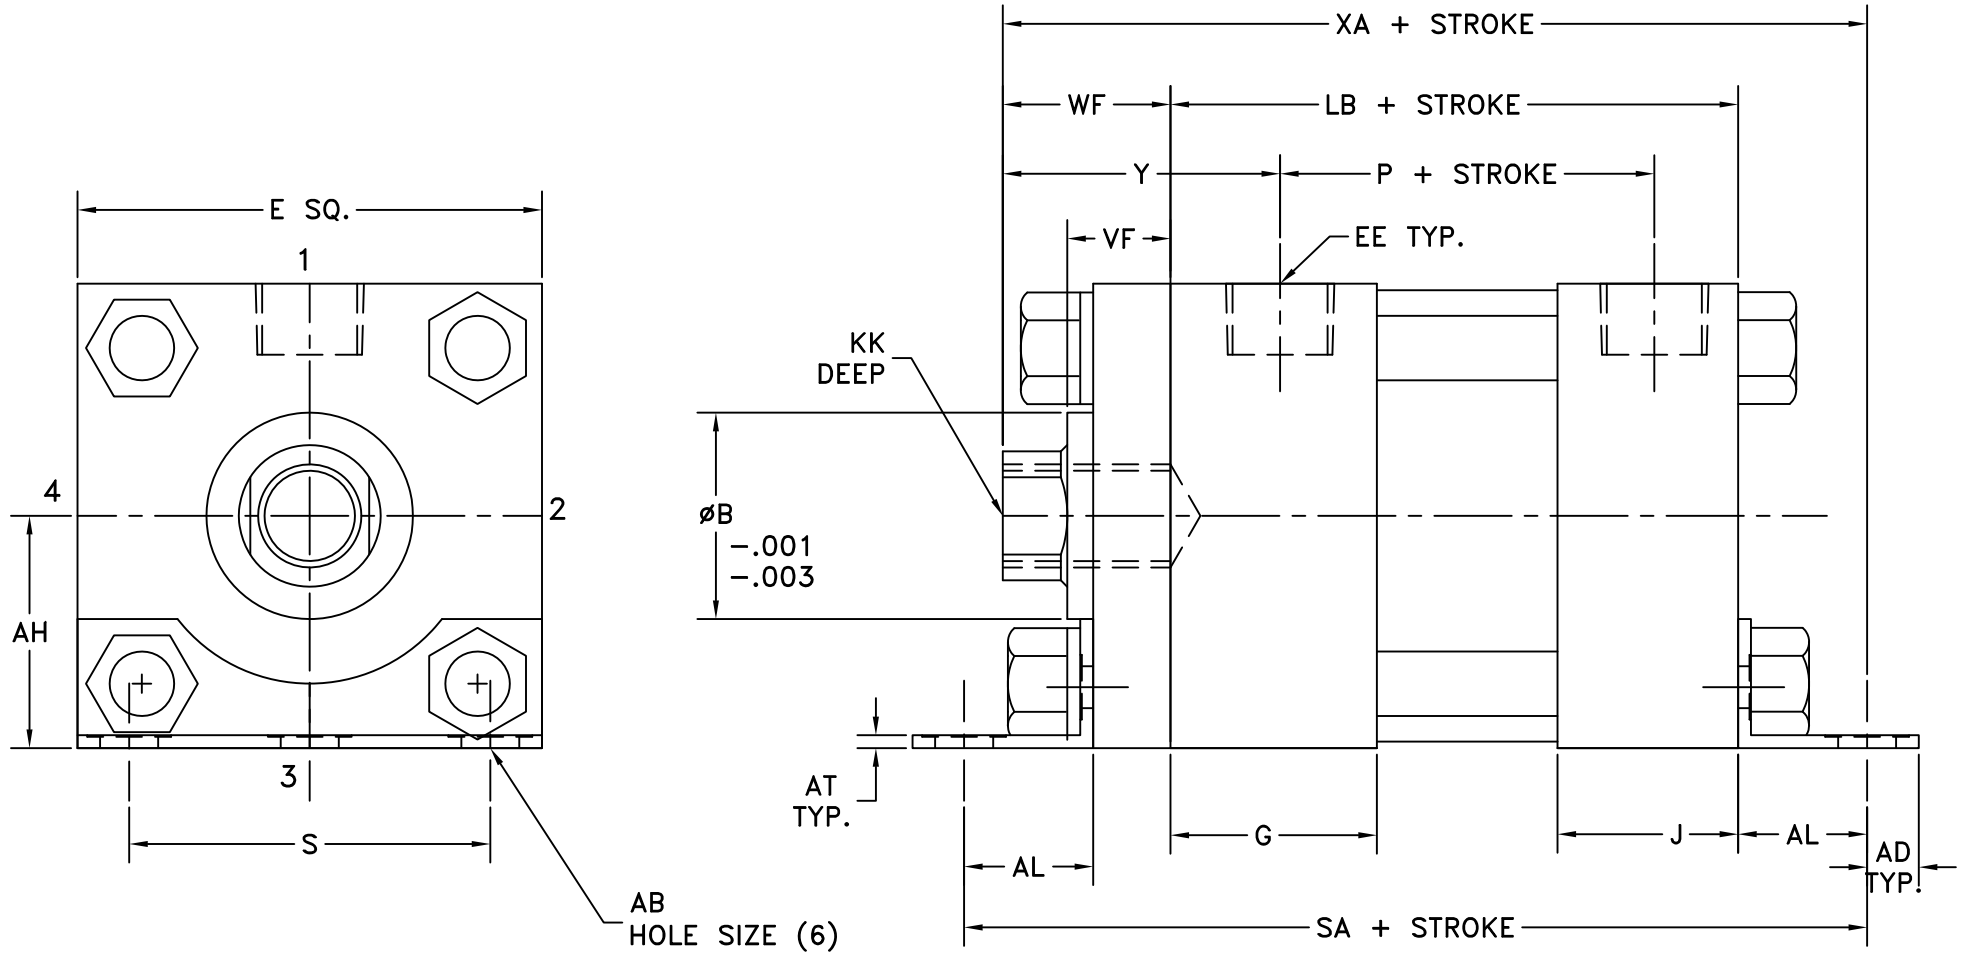 XA + STROKE
WF
LB + STROKE
Y
P + STROKE
E SQ.
VF
EE TYP.
1
KK
DEEP
4
2
øB
-.001
-.003
AH
3
AT
TYP.
S
G
J
AL
AL
AD
TYP.
AB
HOLE SIZE (6)
SA + STROKE